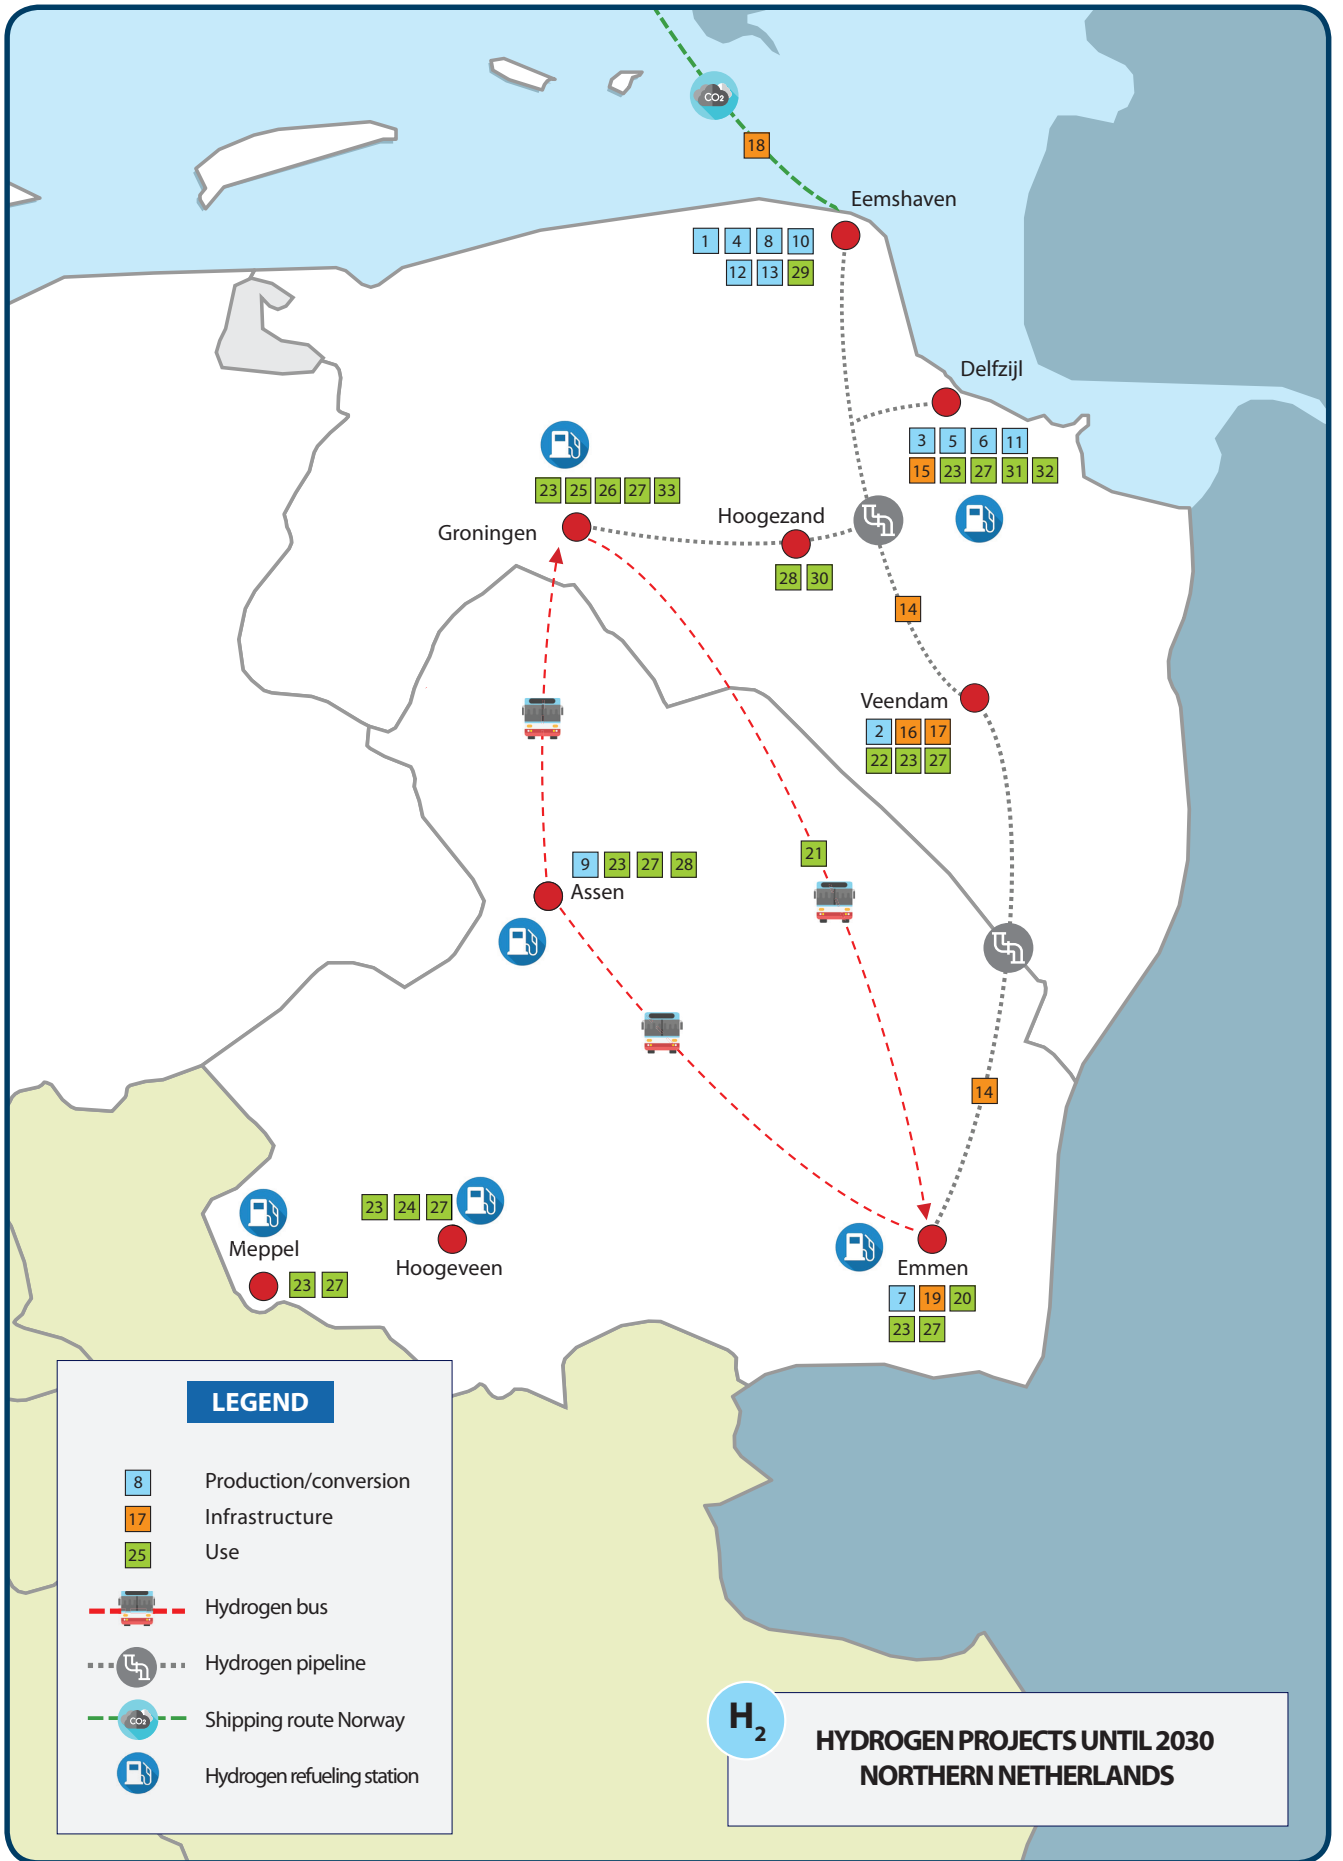 CO2
18
Eemshaven
1 4 8 10
12 13 29
Delfzijl
3 5 6 11
15 23 27 31 32
23 25 26 27 33
Groningen
Hoogezand
28 30
14
Veendam
2 16 17
22 23 27
21
9 23 27 28
Assen
14
23 24 27
Hoogeveen
Meppel
23 27
Emmen
7 19 20
23 27
LEGEND
8 Production/conversion
17 Infrastructure
25 Use
Hydrogen bus
Hydrogen pipeline
CO2 Shipping route Norway
Hydrogen refueling station
H2
HYDROGEN PROJECTS UNTIL 2030
NORTHERN NETHERLANDS